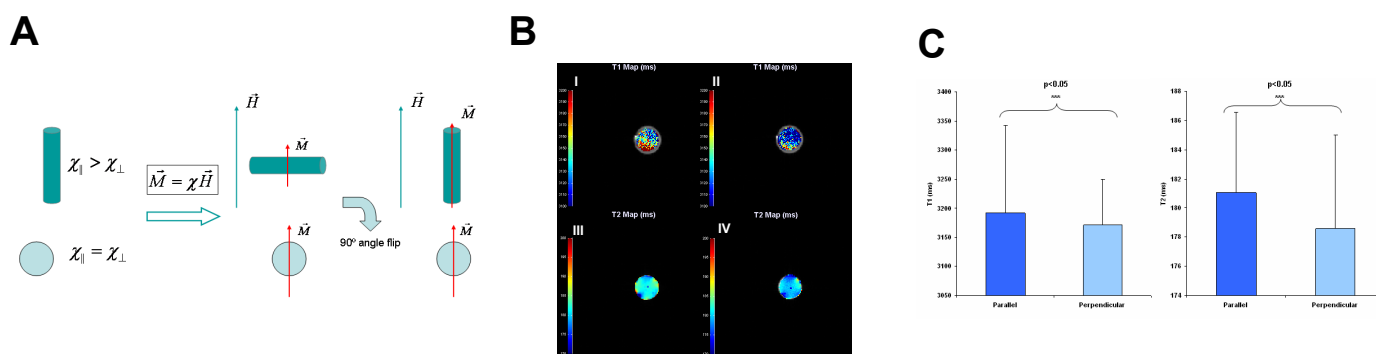 A
B
C
χ∥ > χ⊥
M⃗ = χH⃗
H⃗
M⃗
H⃗
M⃗
χ∥ = χ⊥
M⃗
90º angle flip
M⃗
T1 Map (ms)
T1 Map (ms)
I
II
T2 Map (ms)
T2 Map (ms)
III
IV
p<0.05
***
T1 (ms)
3400
3350
3300
3250
3200
3150
3100
3050
Parallel
Perpendicular
p<0.05
***
T2 (ms)
188
186
184
182
180
178
176
174
Parallel
Perpendicular